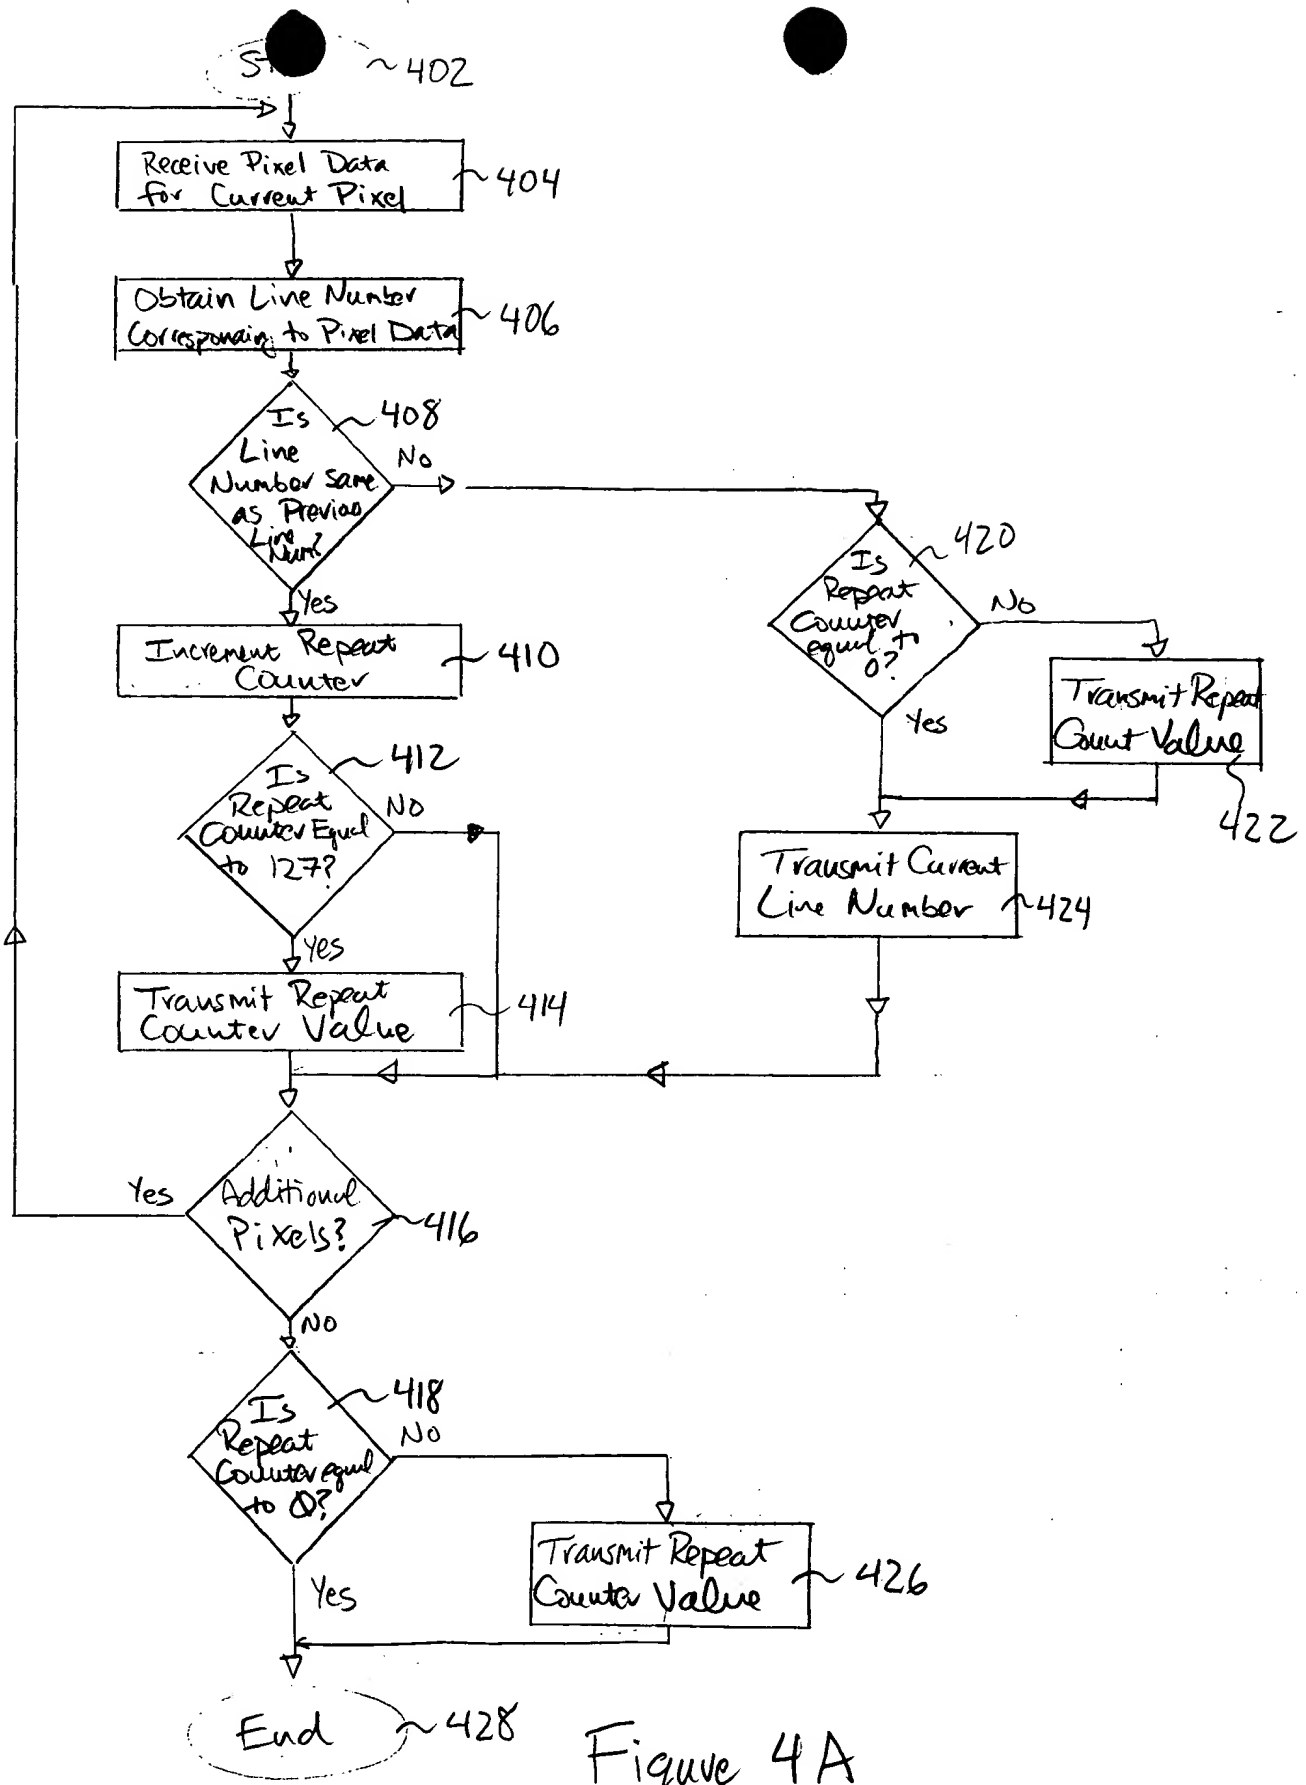 402
Receive Pixel Data
for Current Pixel
404
Obtain Line Number
Corresponding to Pixel Data
406
408
Is
Line
Number same
as Previou
Line
Num?
No
Yes
Increment Repeat
Counter
410
412
Is
Repeat
Counter Equal
to 127?
No
Yes
Transmit Repeat
Counter Value
414
420
Is
Repeat
Counter
equal to
0?
No
Yes
Transmit Repeat
Count Value
422
Transmit Current
Line Number
424
Additional
Pixels?
416
Yes
No
418
Is
Repeat
Counter equal
to 0?
No
Yes
Transmit Repeat
Counter Value
426
End
428
Figure 4A